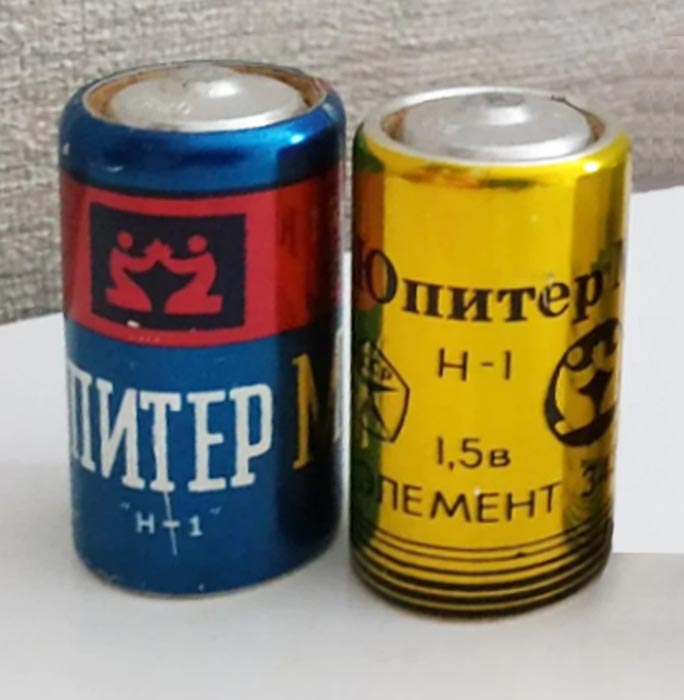 ПИТЕР М
"Н-1"
Юпитер М
Н-1
1,5в
ЭЛЕМЕНТ